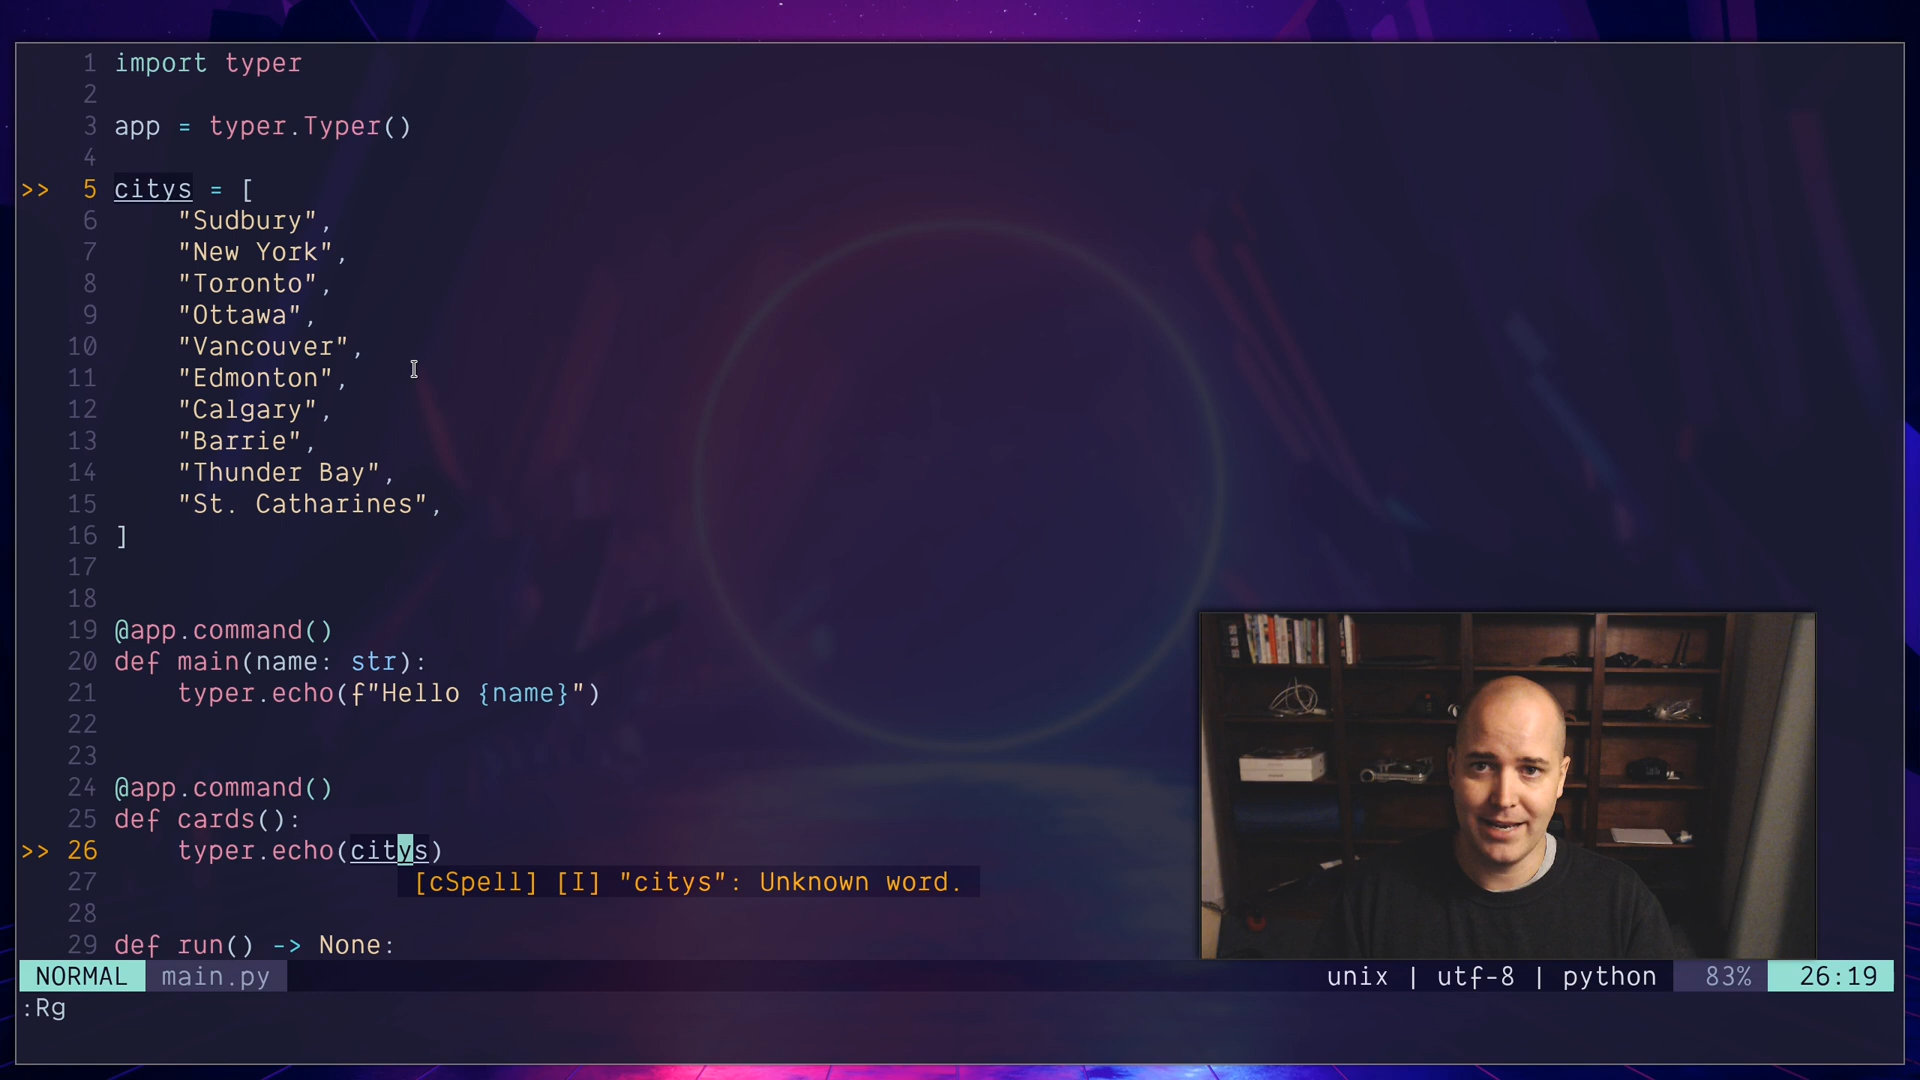 1 import typer
2
3 app = typer.Typer()
4
>> 5 citys = [
6 "Sudbury",
7 "New York",
8 "Toronto",
9 "Ottawa",
10 "Vancouver",
11 "Edmonton",
12 "Calgary",
13 "Barrie",
14 "Thunder Bay",
15 "St. Catharines",
16 ]
17
18
19 @app.command()
20 def main(name: str):
21 typer.echo(f"Hello {name}")
22
23
24 @app.command()
25 def cards():
>> 26 typer.echo(citys)
27 [cSpell] [I] "citys": Unknown word.
28
29 def run() -> None:
NORMAL main.py unix | utf-8 | python 83% 26:19
:Rg